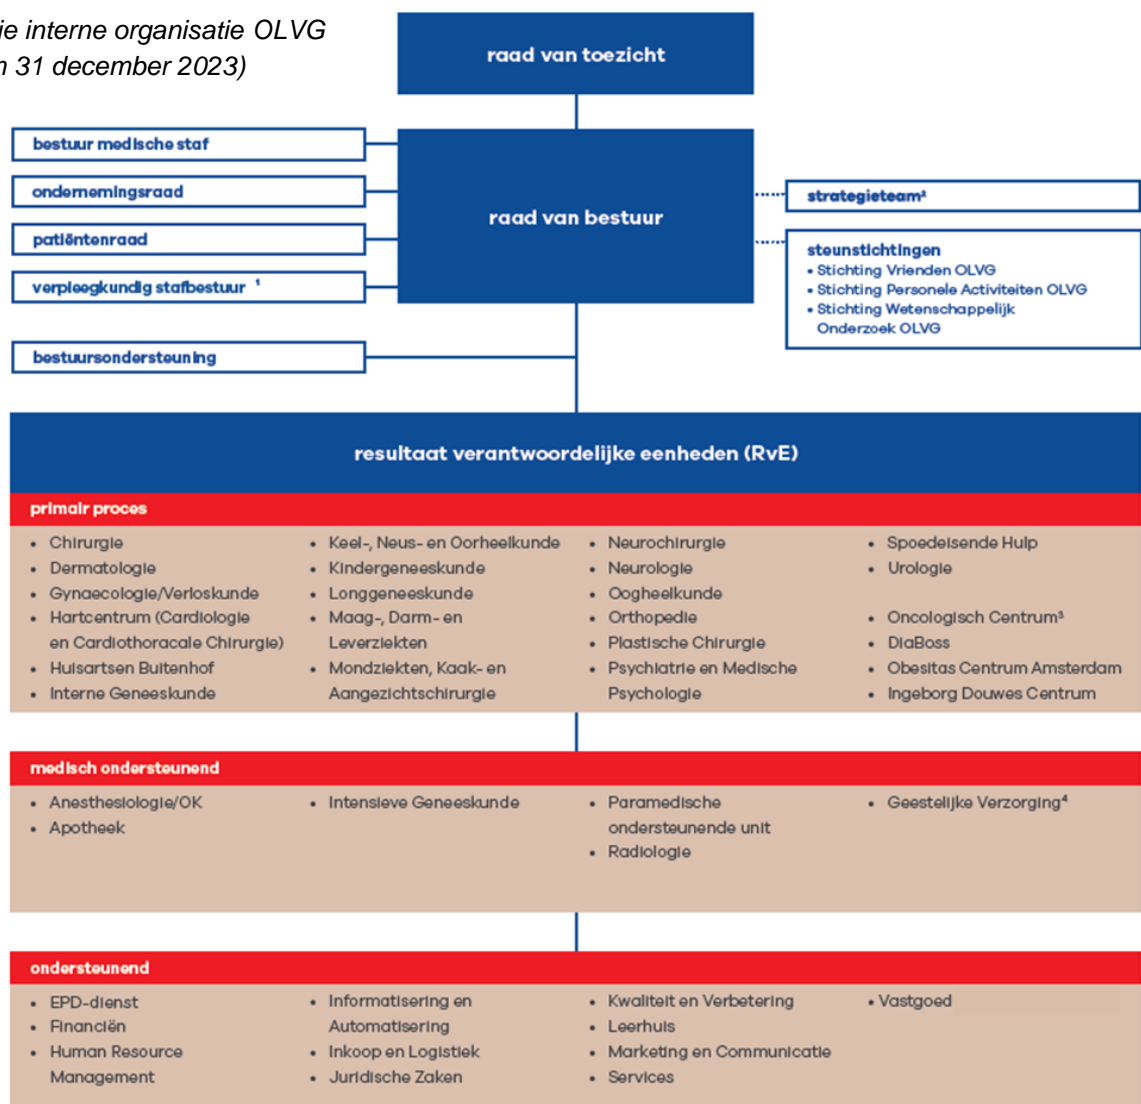 je interne organisatie OLVG
31 december 2023)
raad van toezicht
bestuur medische staf
ondernemingsraad
patiëntenraad
verpleegkundig stafbestuur ¹
raad van bestuur
strategieteam²
steunstichtingen
• Stichting Vrienden OLVG
• Stichting Personele Activiteiten OLVG
• Stichting Wetenschappelijk
Onderzoek OLVG
bestuursondersteuning
resultaat verantwoordelijke eenheden (RvE)
primair proces
• Chirurgie
• Dermatologie
• Gynaecologie/Verloskunde
• Hartcentrum (Cardiologie
en Cardiothoracale Chirurgie)
• Huisartsen Buitenhof
• Interne Geneeskunde
• Keel-, Neus- en Oorheelkunde
• Kindergeneeskunde
• Longgeneeskunde
• Maag-, Darm- en
Leverziekten
• Mondziekten, Kaak- en
Aangezichtschirurgie
• Neurochirurgie
• Neurologie
• Oogheelkunde
• Orthopedie
• Plastische Chirurgie
• Psychiatrie en Medische
Psychologie
• Spoedeisende Hulp
• Urologie
• Oncologisch Centrum³
• DiaBoss
• Obesitas Centrum Amsterdam
• Ingeborg Douwes Centrum
medisch ondersteunend
• Anesthesiologie/OK
• Apotheek
• Intensieve Geneeskunde
• Paramedische
ondersteunende unit
• Radiologie
• Geestelijke Verzorging⁴
ondersteunend
• EPD-dienst
• Financiën
• Human Resource
Management
• Informatisering en
Automatisering
• Inkoop en Logistiek
• Juridische Zaken
• Kwaliteit en Verbetering
• Leerhuis
• Marketing en Communicatie
• Services
• Vastgoed